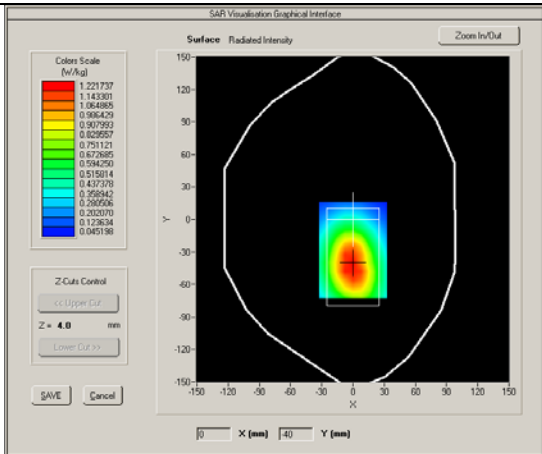 SAR Visualisation Graphical Interface
Surface Radiated Intensity
Zoom In/Out
Colors Scale
(W/kg)
1.221737
1.143301
1.064865
0.986429
0.907993
0.829557
0.751121
0.672685
0.594250
0.515814
0.437378
0.358942
0.280506
0.202070
0.123634
0.045198
Z-Cuts Control
<< Upper Cut
Z = 4.0 mm
Lower Cut >>
SAVE Cancel
150-
120-
90-
60-
30-
0-
-30-
-60-
-90-
-120-
-150-
Y
-150 -120 -90 -60 -30 0 30 60 90 120 150
X
0 X (mm) -40 Y (mm)